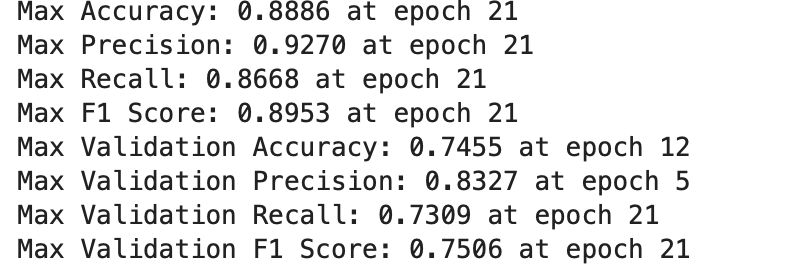 Max Accuracy: 0.8886 at epoch 21
Max Precision: 0.9270 at epoch 21
Max Recall: 0.8668 at epoch 21
Max F1 Score: 0.8953 at epoch 21
Max Validation Accuracy: 0.7455 at epoch 12
Max Validation Precision: 0.8327 at epoch 5
Max Validation Recall: 0.7309 at epoch 21
Max Validation F1 Score: 0.7506 at epoch 21